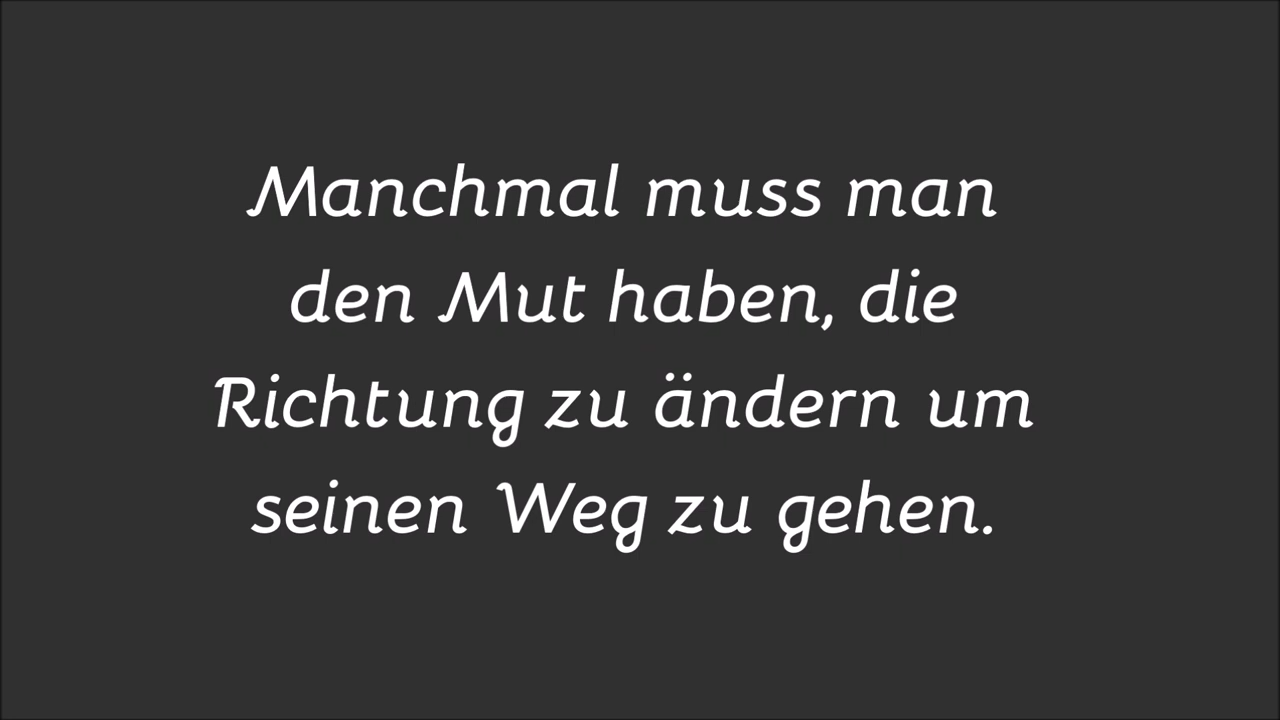 Manchmal muss man
den Mut haben, die
Richtung zu ändern um
seinen Weg zu gehen.